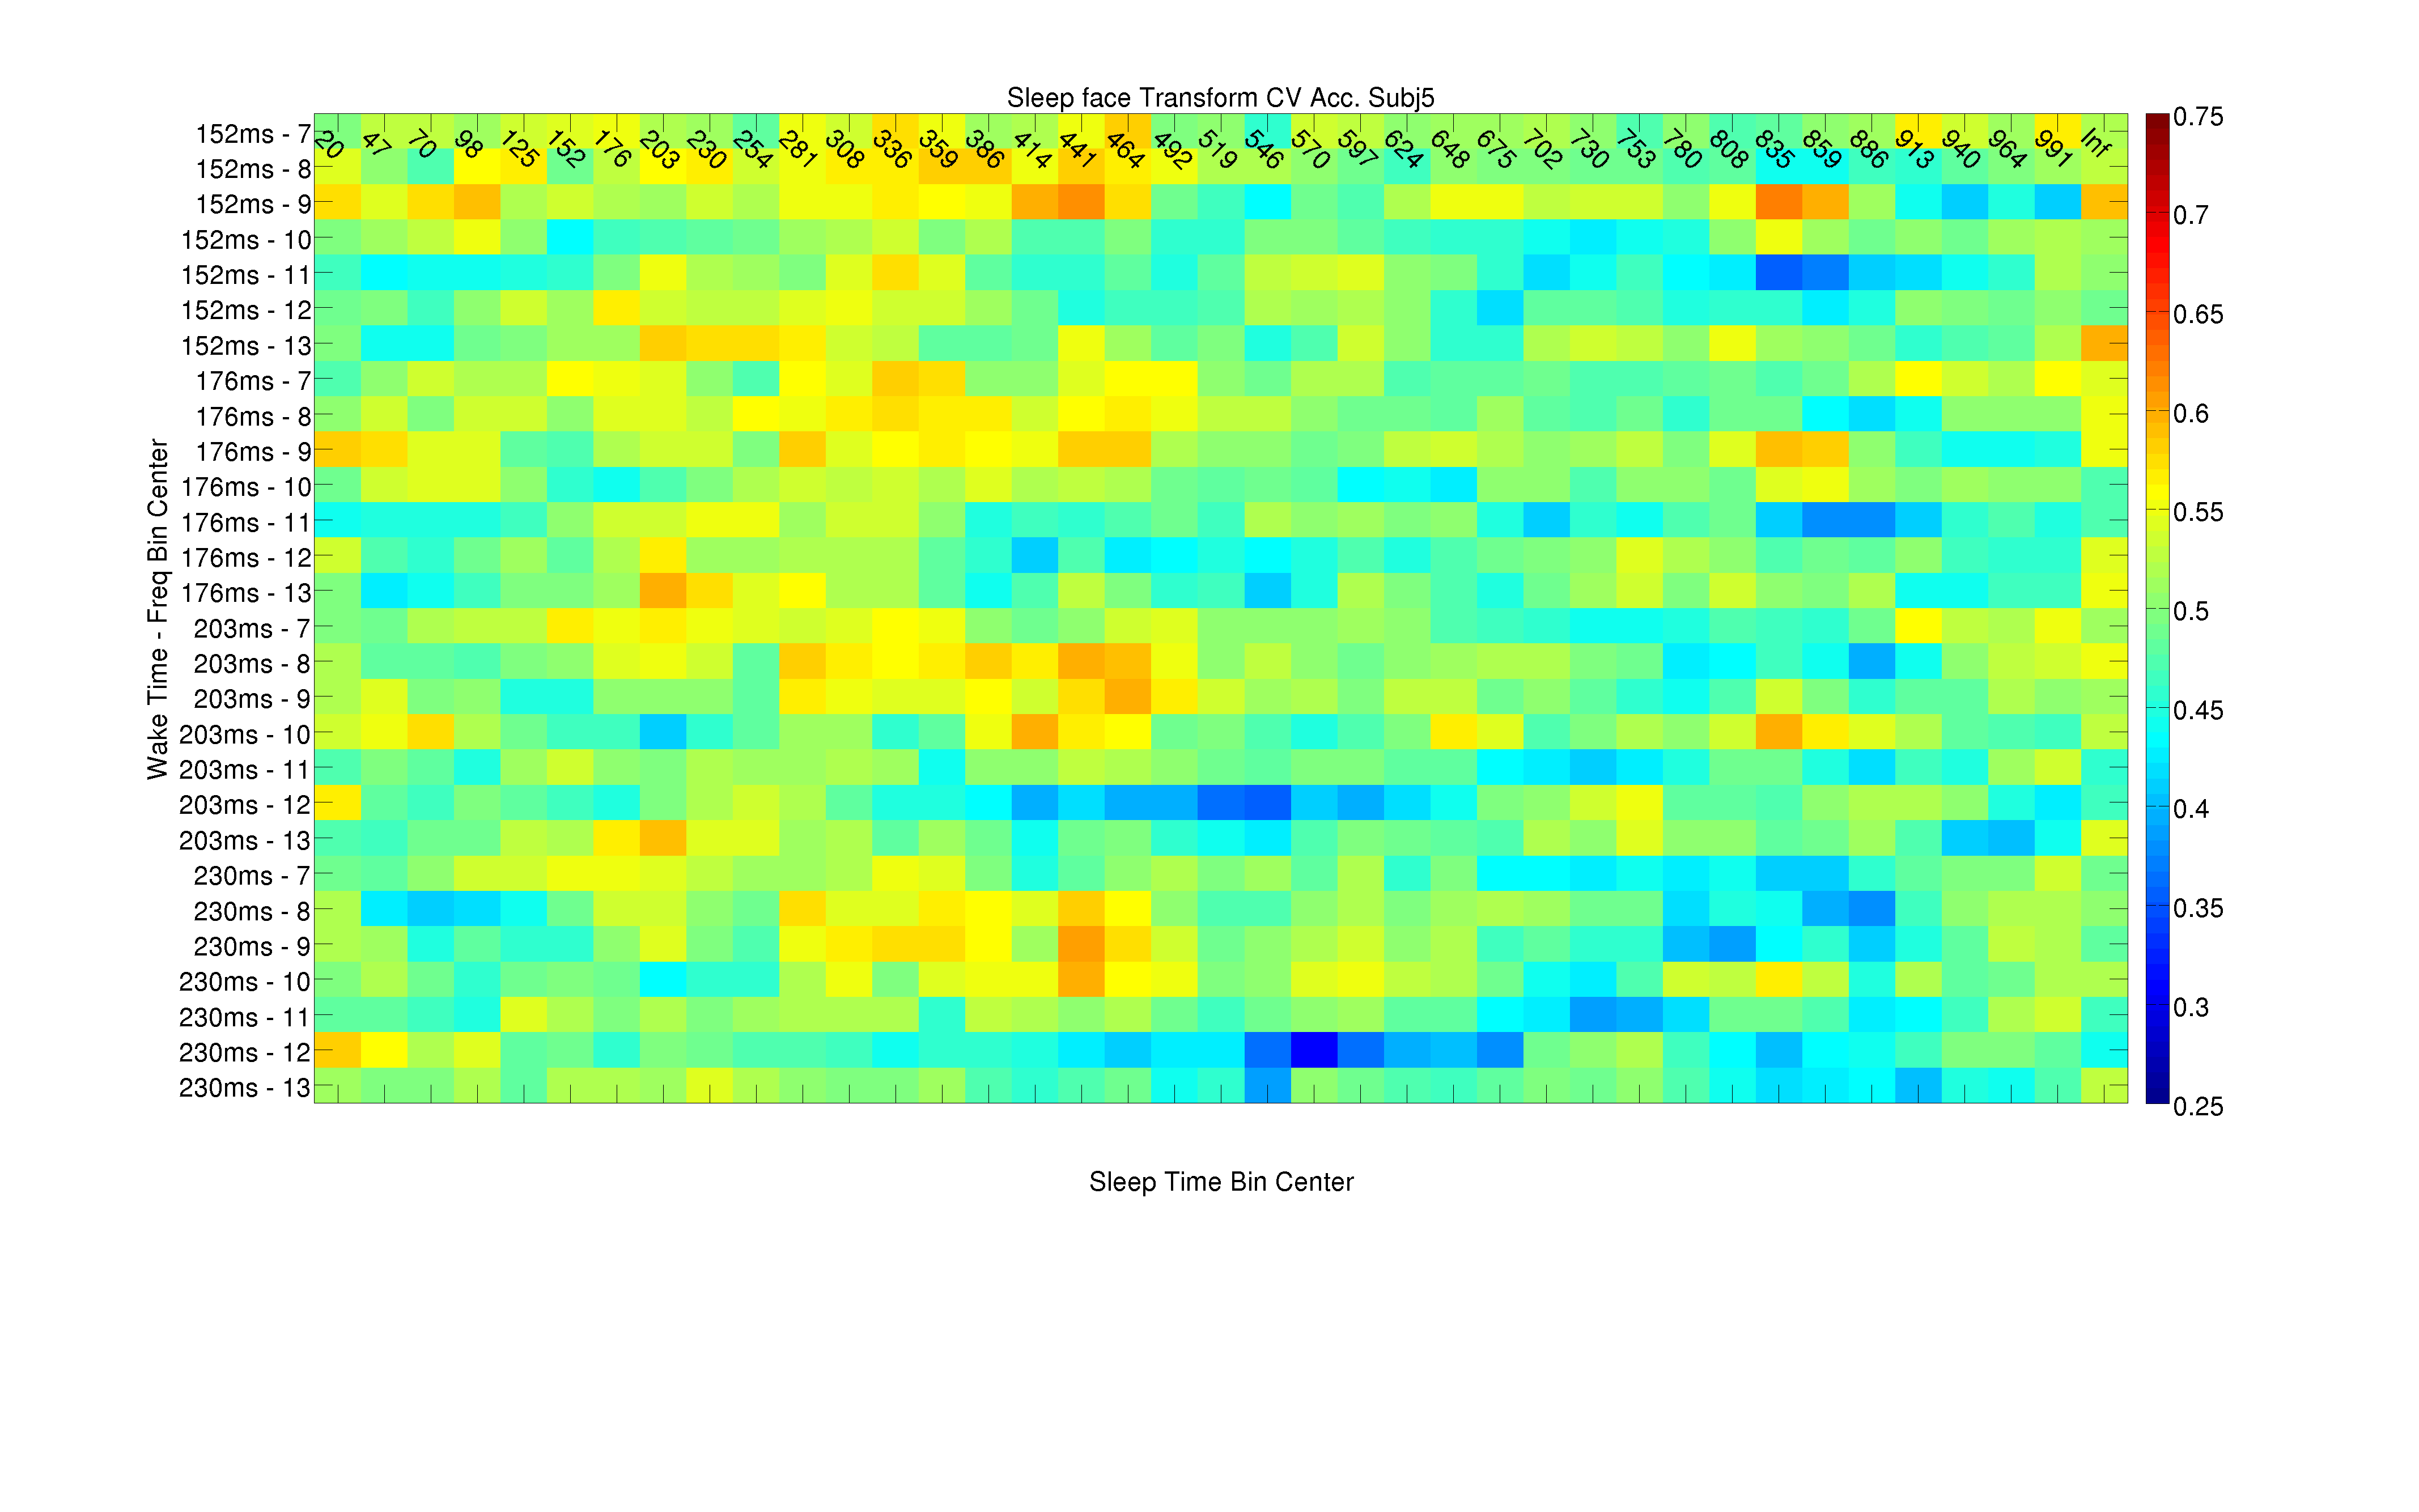 Sleep face Transform CV Acc. Subj5
20 47 70 98 125 152 176 203 230 254 281 308 336 359 386 414 441 464 492 519 546 570 597 624 648 675 702 730 753 780 808 835 859 886 913 940 964 991 Inf
152ms - 7
152ms - 8
152ms - 9
152ms - 10
152ms - 11
152ms - 12
152ms - 13
176ms - 7
176ms - 8
176ms - 9
176ms - 10
176ms - 11
176ms - 12
176ms - 13
203ms - 7
203ms - 8
203ms - 9
203ms - 10
203ms - 11
203ms - 12
203ms - 13
230ms - 7
230ms - 8
230ms - 9
230ms - 10
230ms - 11
230ms - 12
230ms - 13
Wake Time - Freq Bin Center
0.75
0.7
0.65
0.6
0.55
0.5
0.45
0.4
0.35
0.3
0.25
Sleep Time Bin Center